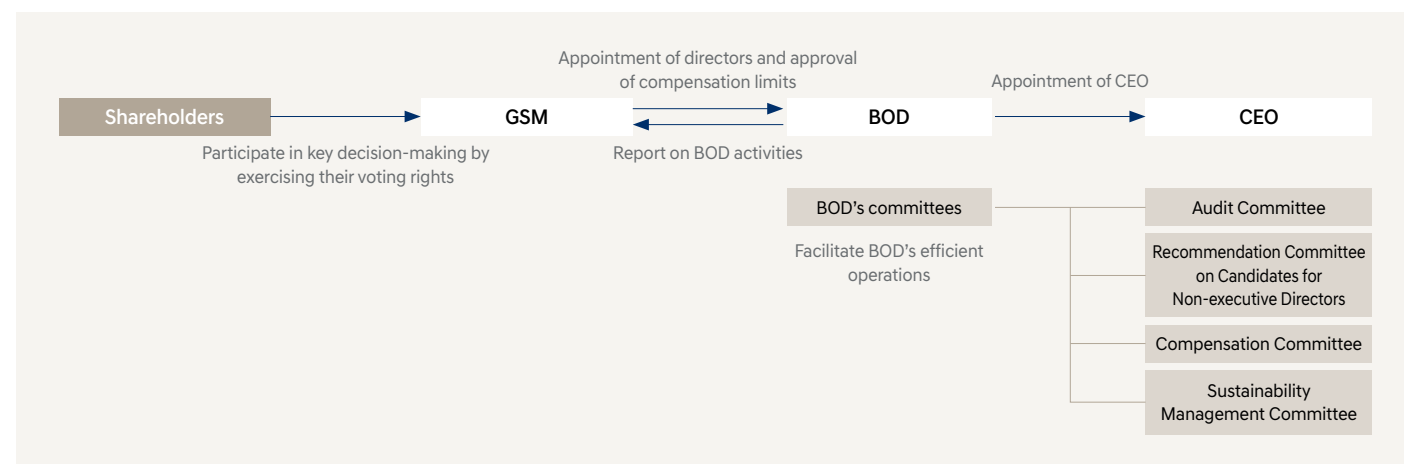 Appointment of directors and approval
of compensation limits
Appointment of CEO
Shareholders
GSM
BOD
CEO
Participate in key decision-making by
exercising their voting rights
Report on BOD activities
BOD's committees
Facilitate BOD's efficient
operations
Audit Committee
Recommendation Committee
on Candidates for
Non-executive Directors
Compensation Committee
Sustainability
Management Committee